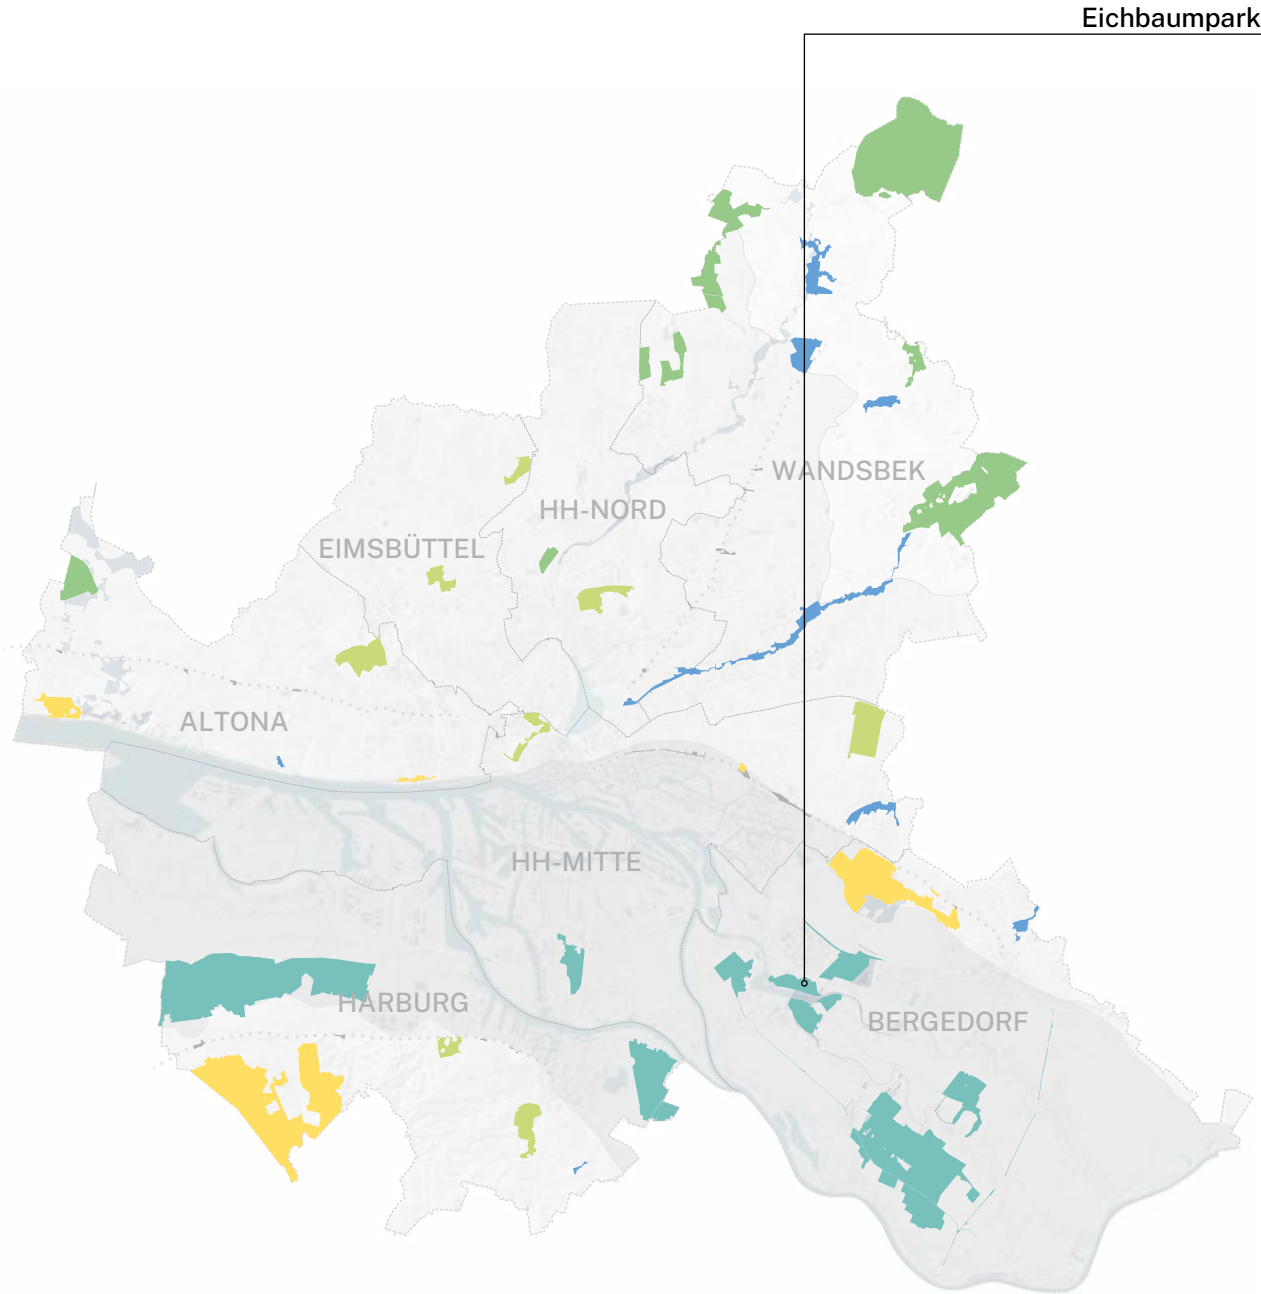 Eichbaumpark
WANDSBEK
HH-NORD
EIMSBÜTTEL
ALTONA
HH-MITTE
HARBURG
BERGEDORF